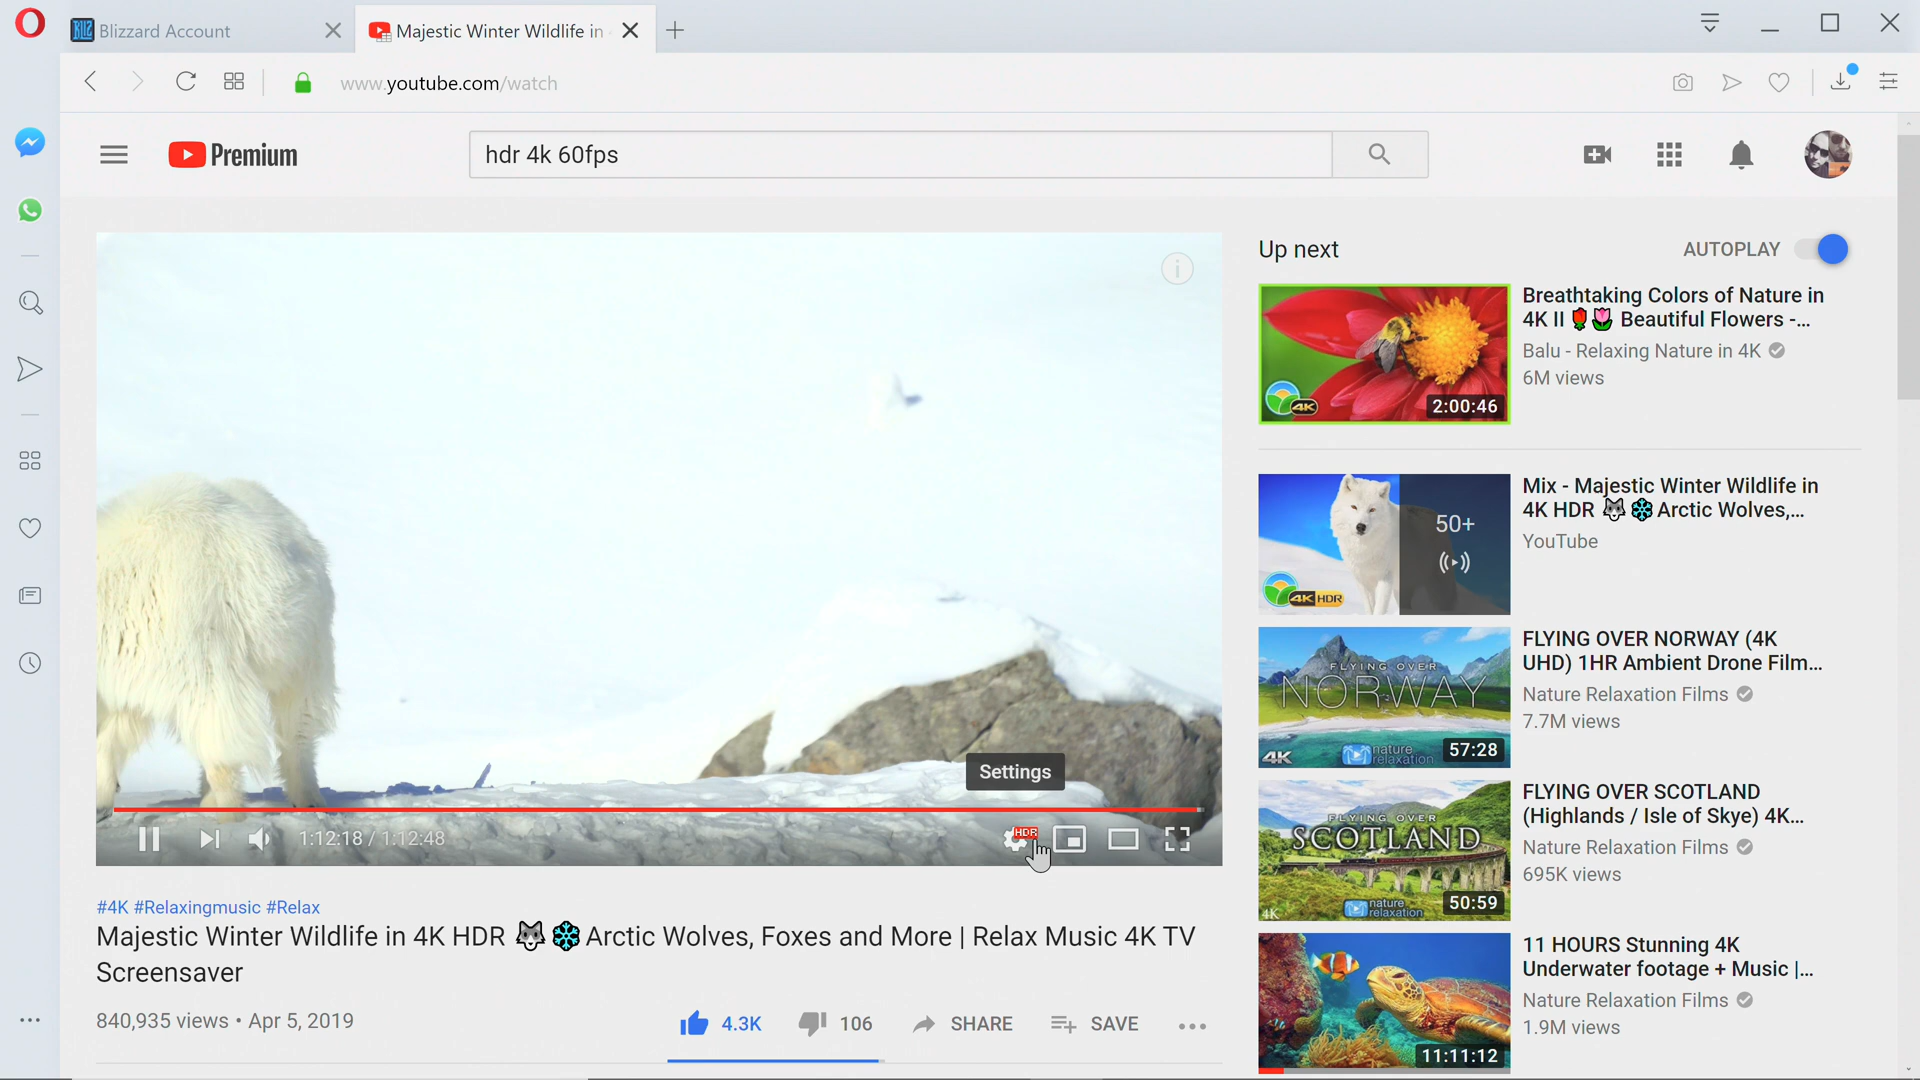 Blizzard Account
Majestic Winter Wildlife in
www.youtube.com/watch
Premium
hdr 4k 60fps
Settings
1:12:18 / 1:12:48
HDR
#4K #Relaxingmusic #Relax
Majestic Winter Wildlife in 4K HDR 🐺❄️Arctic Wolves, Foxes and More | Relax Music 4K TV
Screensaver
840,935 views • Apr 5, 2019
4.3K
106
SHARE
SAVE
Up next
AUTOPLAY
4K
2:00:46
Breathtaking Colors of Nature in
4K II 🌹🌷 Beautiful Flowers -...
Balu - Relaxing Nature in 4K
6M views
50+
4K HDR
Mix - Majestic Winter Wildlife in
4K HDR 🐺❄️Arctic Wolves,...
YouTube
FLYING OVER
NORWAY
4K
nature
relaxation
57:28
FLYING OVER NORWAY (4K
UHD) 1HR Ambient Drone Film...
Nature Relaxation Films
7.7M views
FLYING OVER
SCOTLAND
4K
nature
relaxation
50:59
FLYING OVER SCOTLAND
(Highlands / Isle of Skye) 4K...
Nature Relaxation Films
695K views
11:11:12
11 HOURS Stunning 4K
Underwater footage + Music |...
Nature Relaxation Films
1.9M views